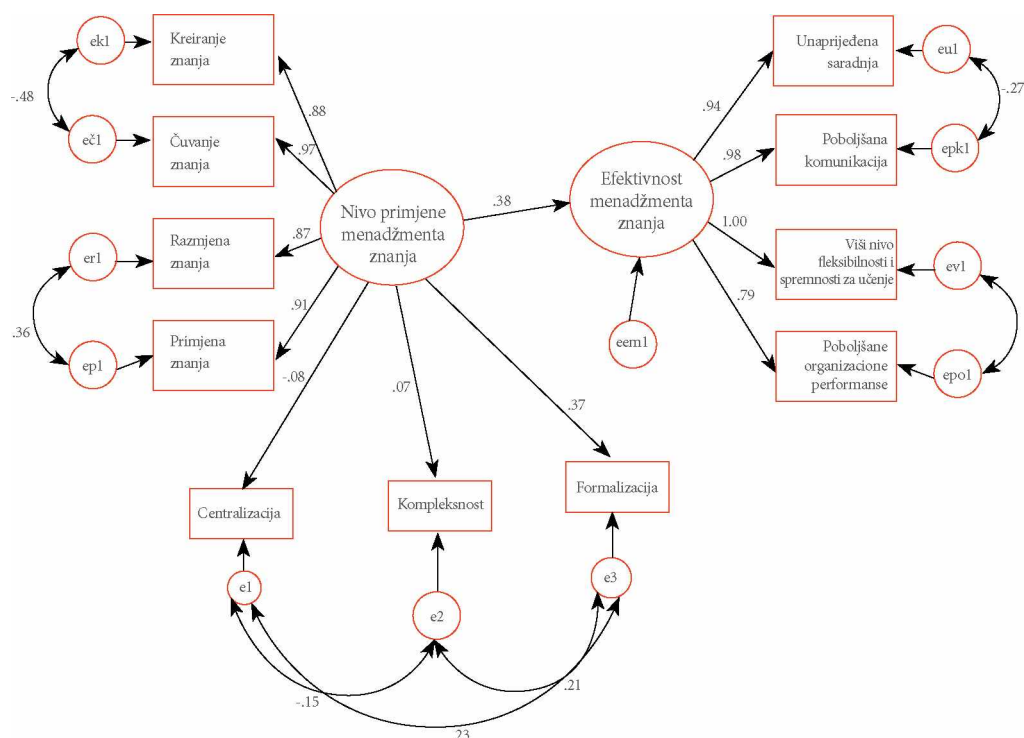 ek1
Kreiranje
znanja
-.48
eč1
Čuvanje
znanja
.88
.97
er1
Razmjena
znanja
.87
.36
ep1
Primjena
znanja
.91
Nivo primjene
menadžmenta
znanja
.38
Efektivnost
menadžmenta
znanja
eem1
.94
Unaprijeđena
saradnja
eu1
-.27
.98
Poboljšana
komunikacija
epk1
1.00
Viši nivo
fleksibilnosti i
spremnosti za učenje
ev1
.79
Poboljšane
organizacione
performanse
epo1
-.08
.07
.37
Centralizacija
Kompleksnost
Formalizacija
e1
e2
e3
-.15
.21
.23